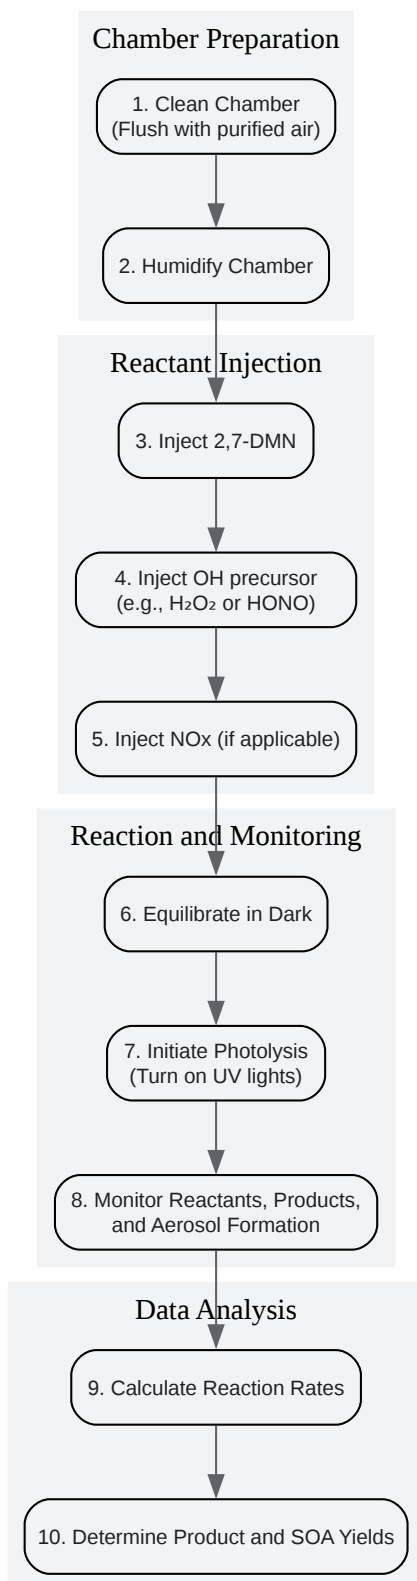 Chamber Preparation
1. Clean Chamber
(Flush with purified air)
2. Humidify Chamber
Reactant Injection
3. Inject 2,7-DMN
4. Inject OH precursor
(e.g., H₂O₂ or HONO)
5. Inject NOx (if applicable)
Reaction and Monitoring
6. Equilibrate in Dark
7. Initiate Photolysis
(Turn on UV lights)
8. Monitor Reactants, Products,
and Aerosol Formation
Data Analysis
9. Calculate Reaction Rates
10. Determine Product and SOA Yields